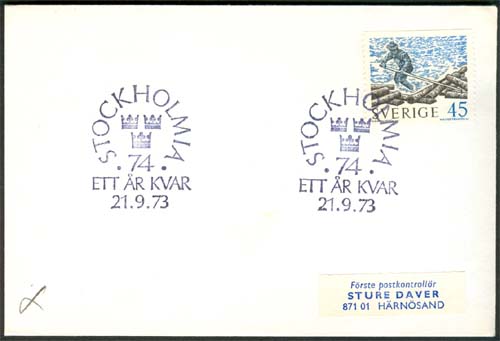 STOCKHOLMIA
.74.
ETT ÅR KVAR
21.9.73
STOCKHOLMIA
.74.
ETT ÅR KVAR
21.9.73
SVERIGE 45
Förste postkontrollör
STURE DAVER
871 01 HÄRNÖSAND